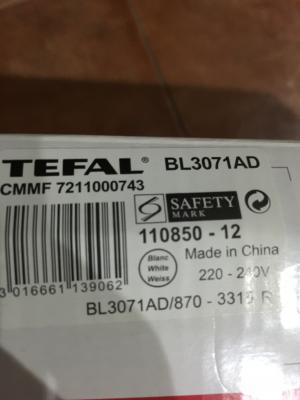 TEFAL® BL3071AD
CMMF 7211000743
SAFETY
MARK
110850 - 12
Blanc
White
Weiss
Made in China
220 - 240V
3 016661 139062
BL3071AD/870 - 3315 R